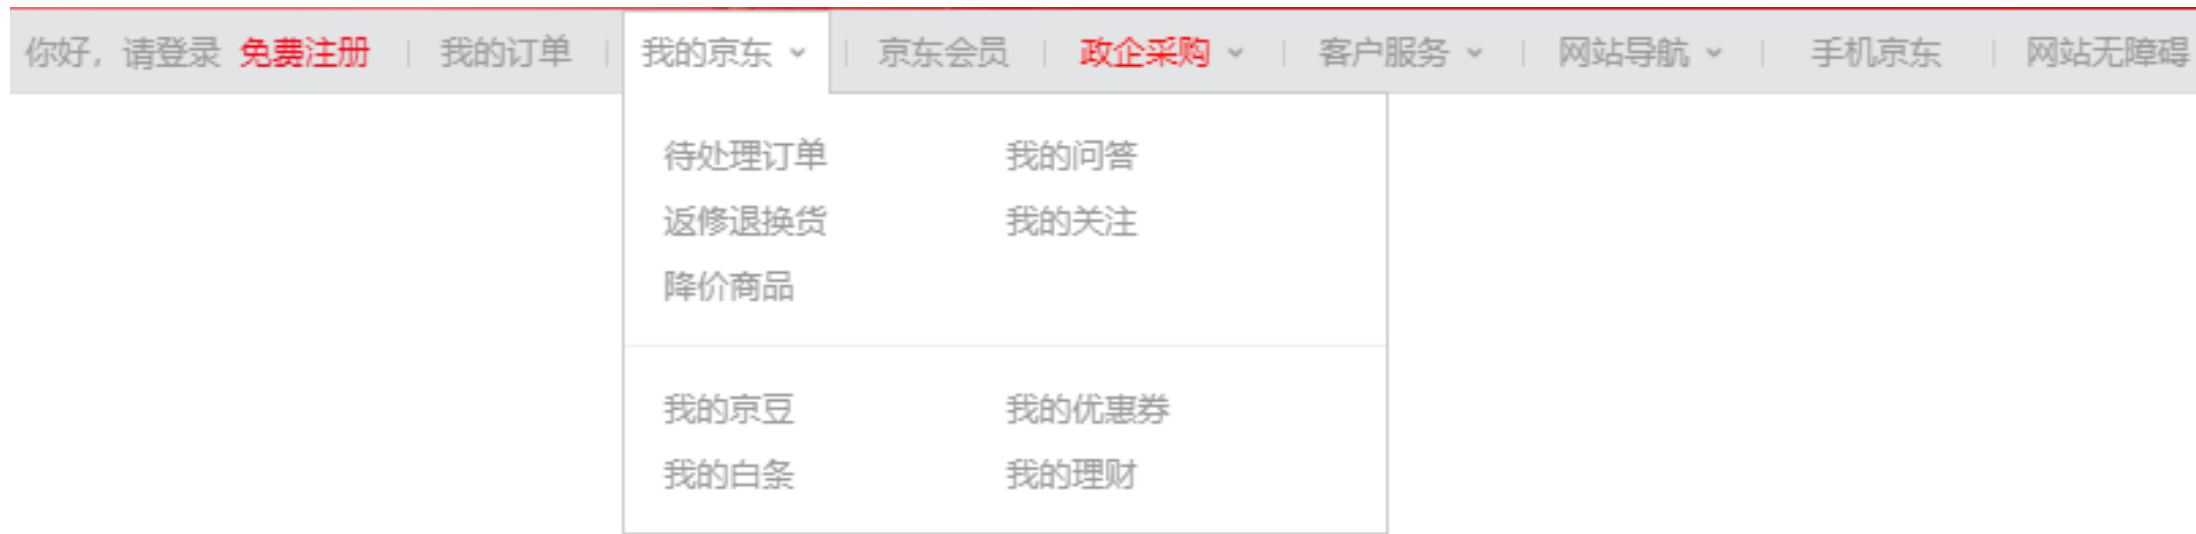 你好，请登录 免费注册 我的订单 我的京东 京东会员 政企采购 客户服务 网站导航 手机京东 网站无障碍
待处理订单 我的问答
返修退换货 我的关注
降价商品
我的京豆 我的优惠券
我的白条 我的理财